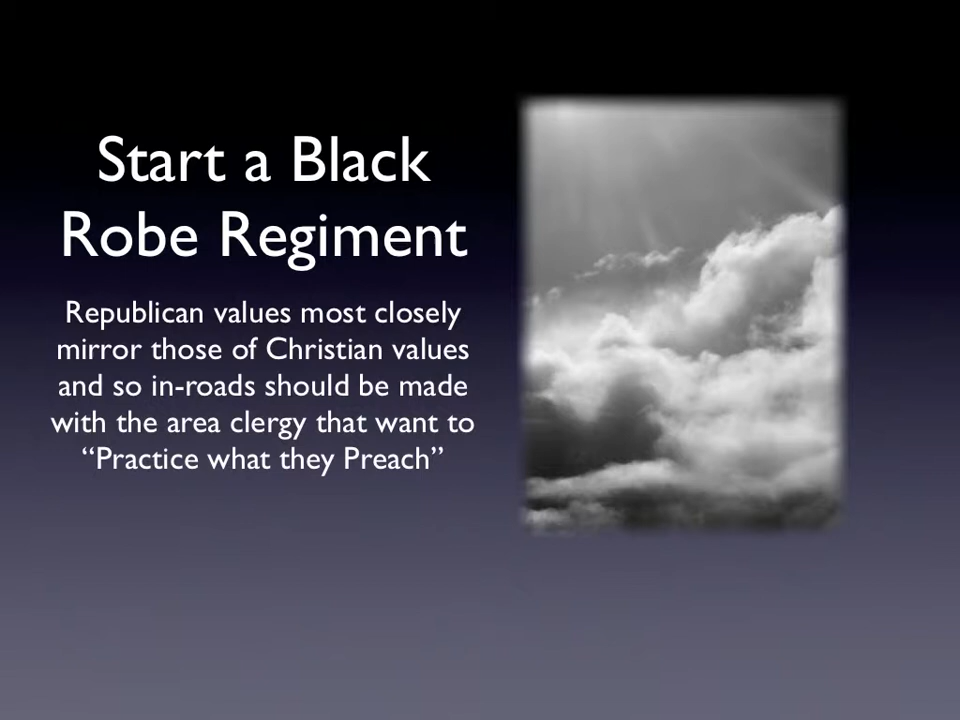 Start a Black
Robe Regiment
Republican values most closely
mirror those of Christian values
and so in-roads should be made
with the area clergy that want to
“Practice what they Preach”